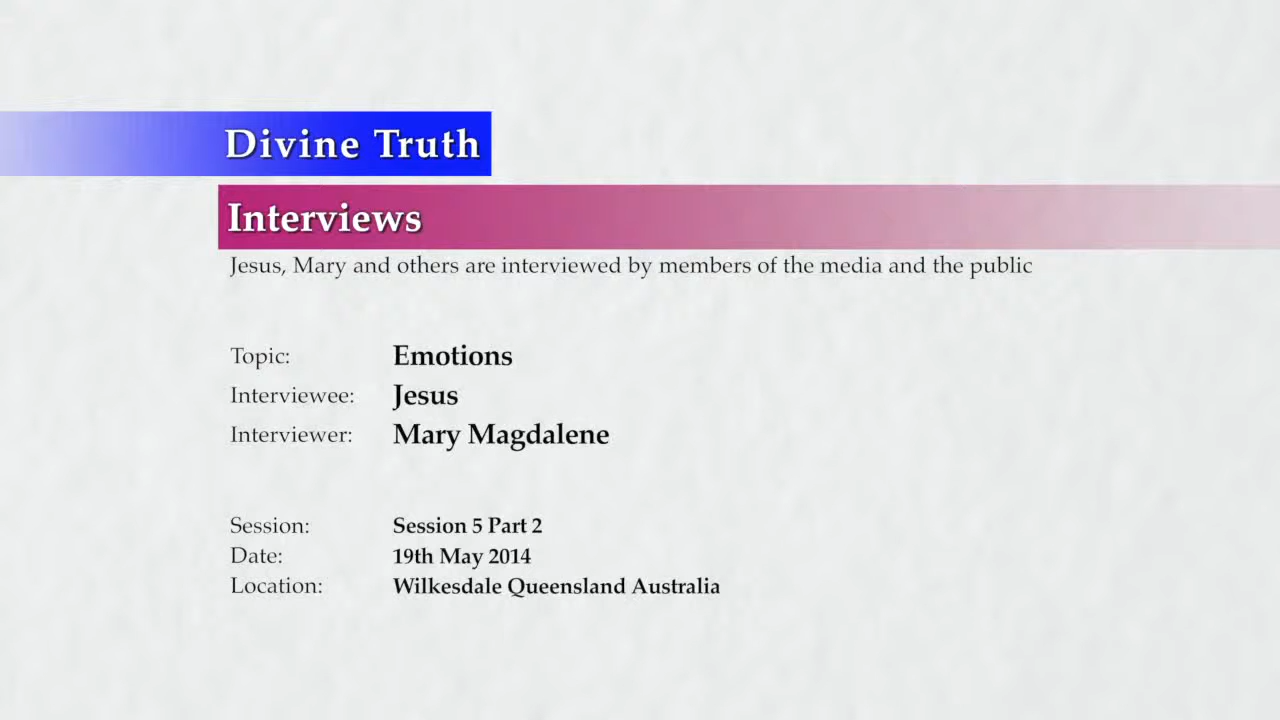 Divine Truth
Interviews
Jesus, Mary and others are interviewed by members of the media and the public
Topic: Emotions
Interviewee: Jesus
Interviewer: Mary Magdalene
Session: Session 5 Part 2
Date: 19th May 2014
Location: Wilkesdale Queensland Australia